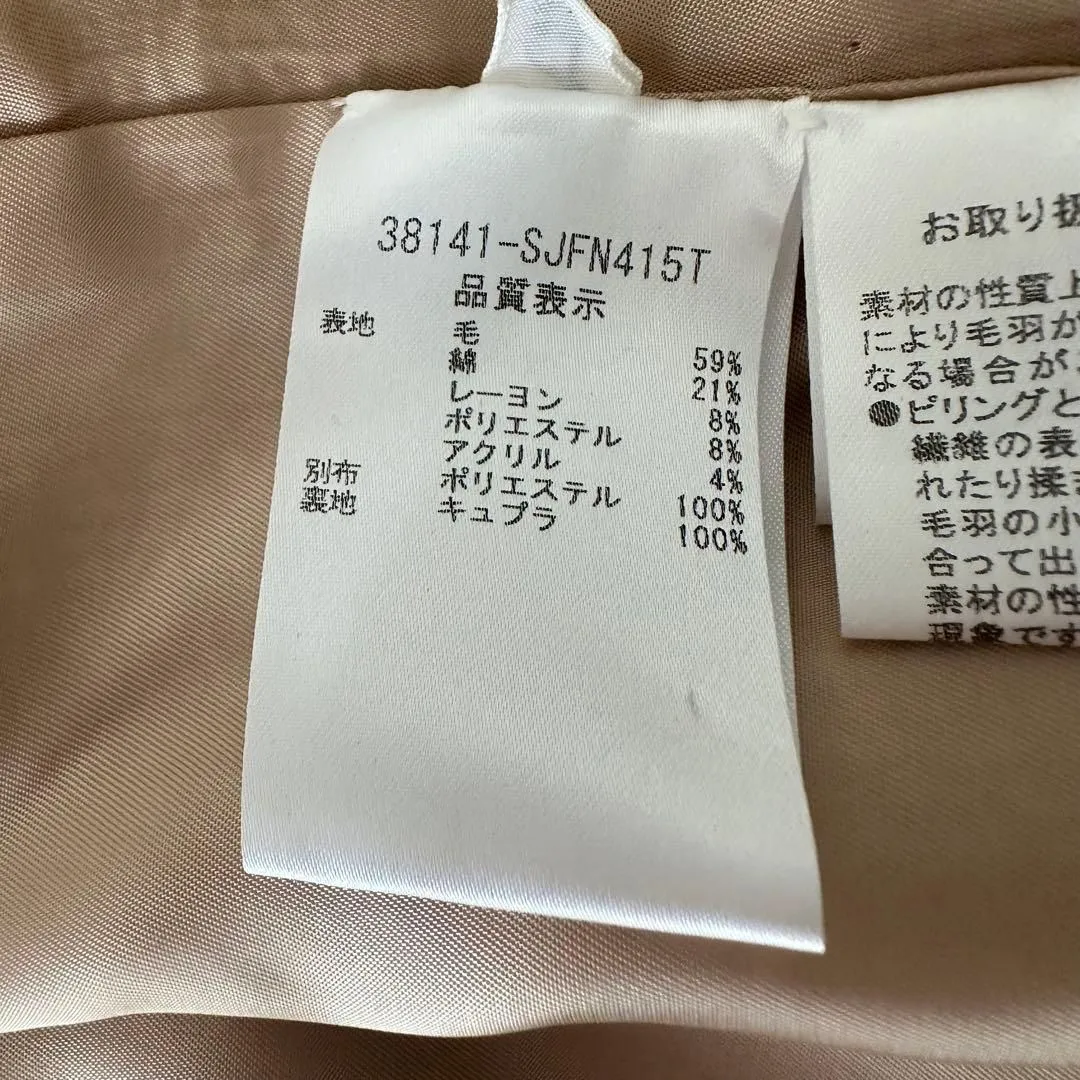 38141-SJFN415T
品質表示
表地 毛 59%
綿 21%
レーヨン 8%
ポリエステル 8%
アクリル 4%
別布 ポリエステル 100%
裏地 キュプラ 100%
お取り扱
素材の性質上
により毛羽が
なる場合が
●ピリングと
繊維の表
れたり揉ま
毛羽の小
合って出
素材の性
現象です